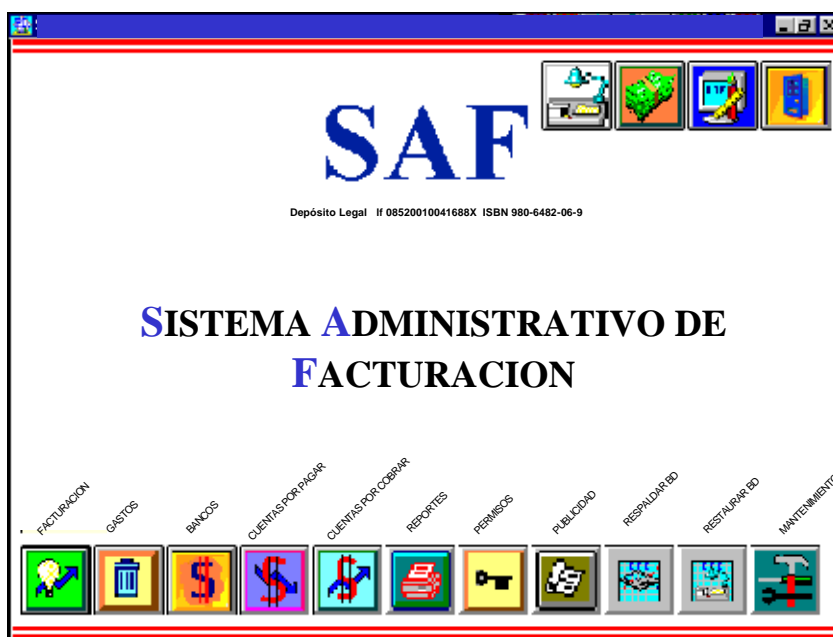 SAF
Depósito Legal If 08520010041688X ISBN 980-6482-06-9
SISTEMA ADMINISTRATIVO DE
FACTURACION
FACTURACION
GASTOS
BANCOS
CUENTAS POR PAGAR
CUENTAS POR COBRAR
REPORTES
PERMISOS
PUBLICIDAD
RESPALDAR BD
RESTAURAR BD
MANTENIMIENTO